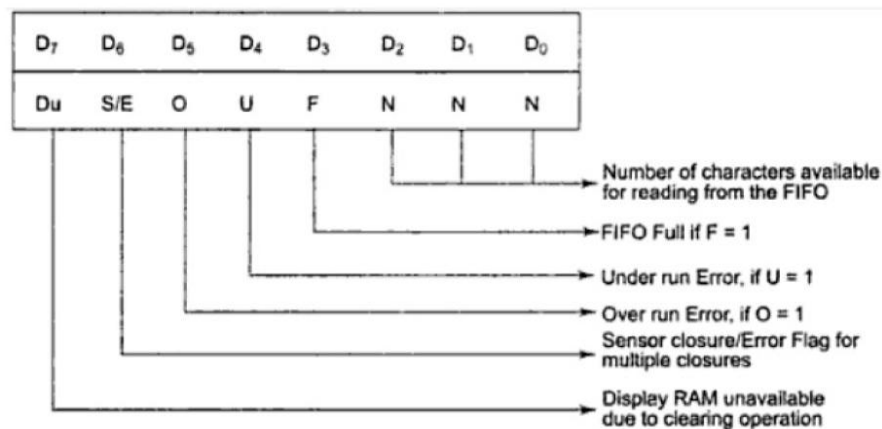 D₇ D₆ D₅ D₄ D₃ D₂ D₁ D₀
Du S/E O U F N N N
Number of characters available
for reading from the FIFO
FIFO Full if F = 1
Under run Error, if U = 1
Over run Error, if O = 1
Sensor closure/Error Flag for
multiple closures
Display RAM unavailable
due to clearing operation